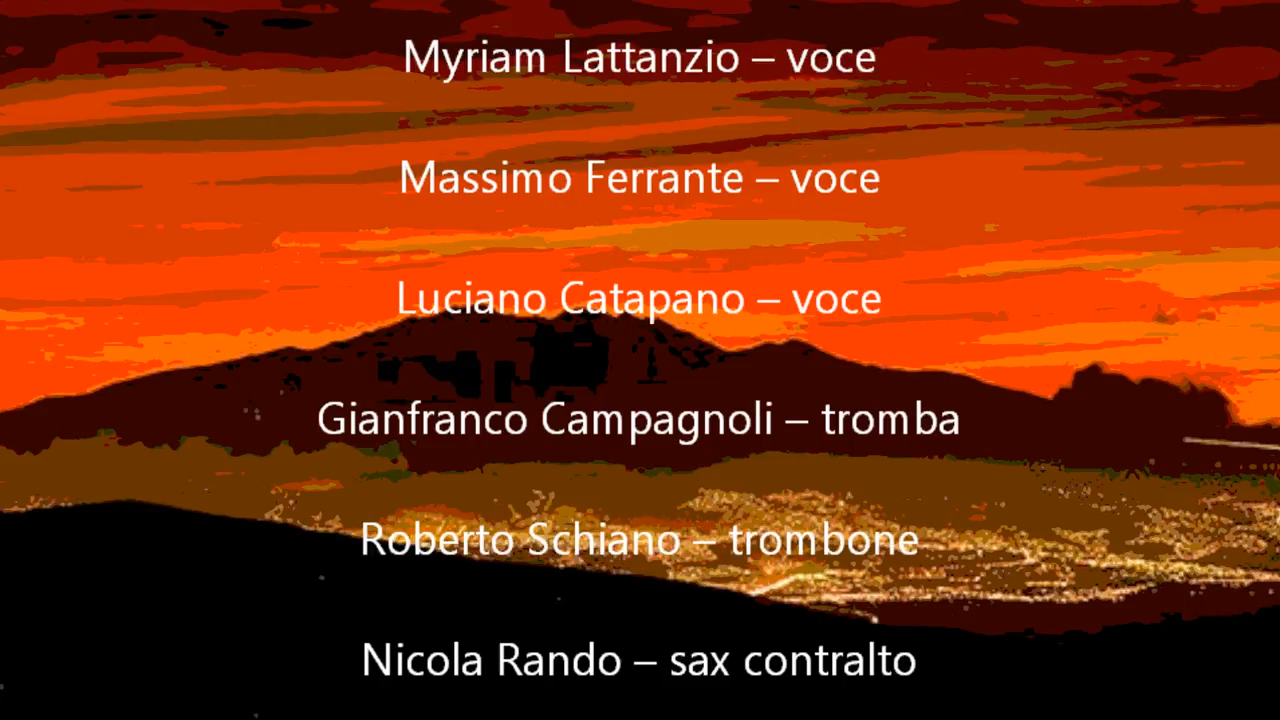 Myriam Lattanzio – voce
Massimo Ferrante – voce
Luciano Catapano – voce
Gianfranco Campagnoli – tromba
Roberto Schiano – trombone
Nicola Rando – sax contralto